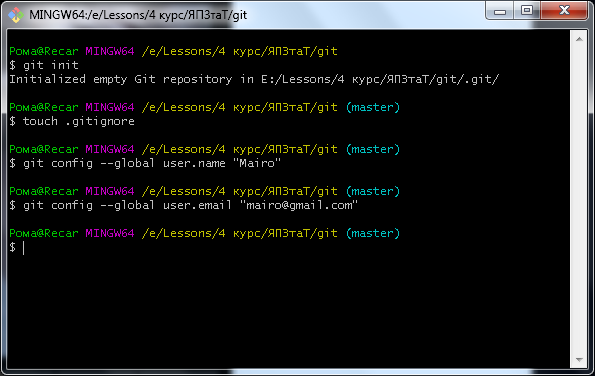 MINGW64:/e/Lessons/4 курс/ЯПЗтаТ/git
Рома@Recar MINGW64 /e/Lessons/4 курс/ЯПЗтаТ/git
$ git init
Initialized empty Git repository in E:/Lessons/4 курс/ЯПЗтаТ/git/.git/
Рома@Recar MINGW64 /e/Lessons/4 курс/ЯПЗтаТ/git (master)
$ touch .gitignore
Рома@Recar MINGW64 /e/Lessons/4 курс/ЯПЗтаТ/git (master)
$ git config --global user.name "Mairo"
Рома@Recar MINGW64 /e/Lessons/4 курс/ЯПЗтаТ/git (master)
$ git config --global user.email "mairo@gmail.com"
Рома@Recar MINGW64 /e/Lessons/4 курс/ЯПЗтаТ/git (master)
$